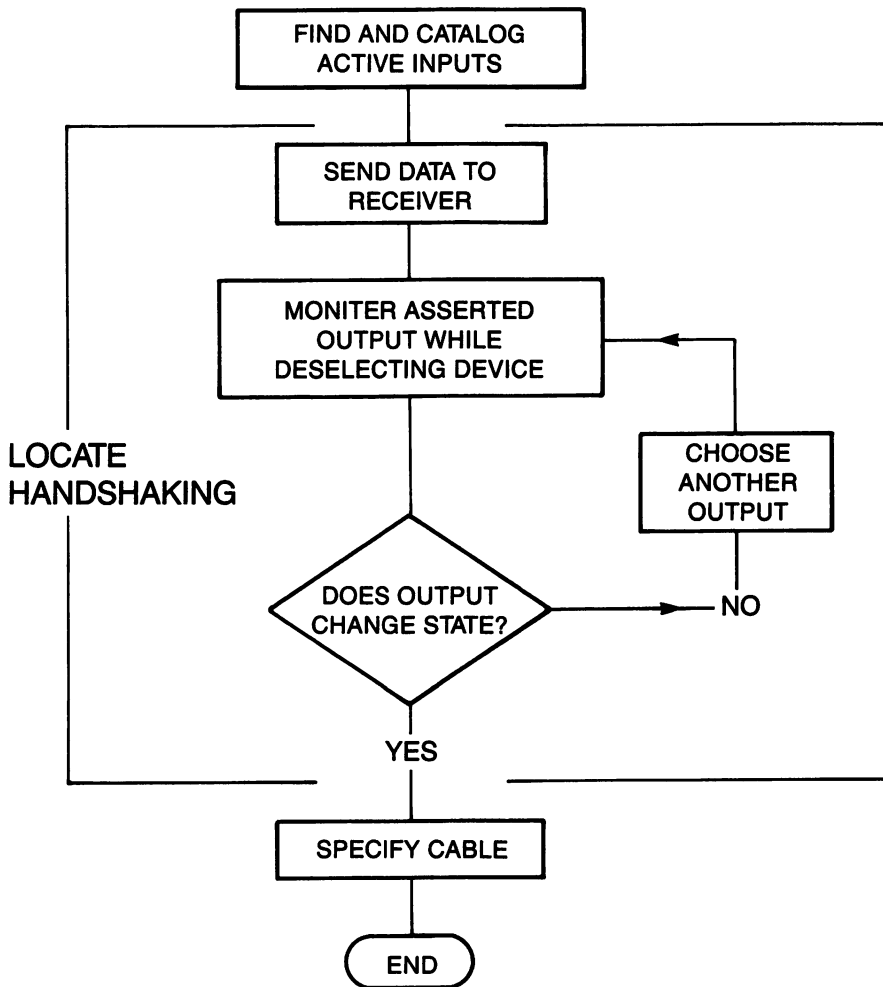 FIND AND CATALOG
ACTIVE INPUTS
SEND DATA TO
RECEIVER
MONITER ASSERTED
OUTPUT WHILE
DESELECTING DEVICE
LOCATE
HANDSHAKING
CHOOSE
ANOTHER
OUTPUT
DOES OUTPUT
CHANGE STATE?
NO
YES
SPECIFY CABLE
END